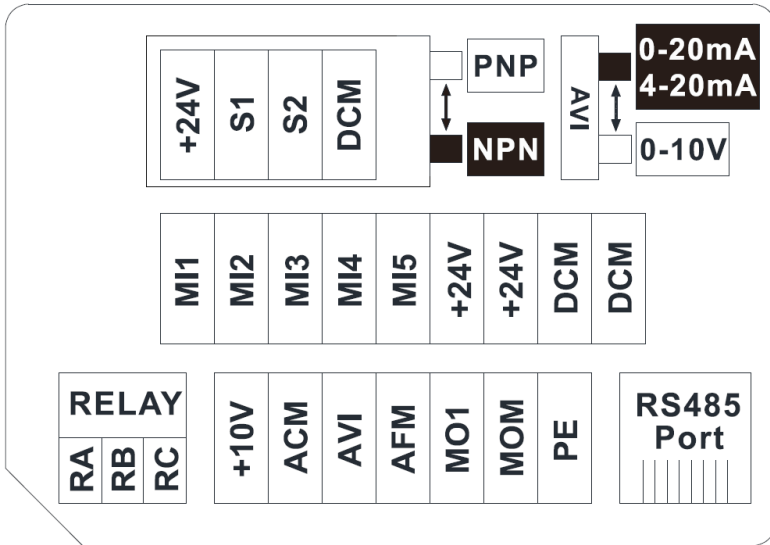 +24V
S1
S2
DCM
PNP
NPN
AVI
0-20mA
4-20mA
0-10V
MI1
MI2
MI3
MI4
MI5
+24V
+24V
DCM
DCM
RELAY
RA
RB
RC
+10V
ACM
AVI
AFM
MO1
MOM
PE
RS485
Port